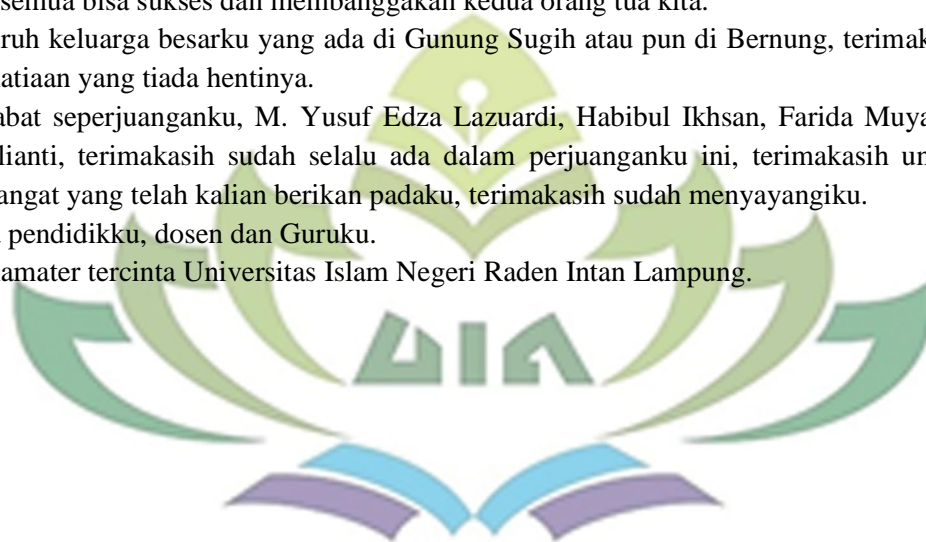 semua bisa sukses dan membanggakan kedua orang tua kita.
ruh keluarga besarku yang ada di Gunung Sugih atau pun di Bernung, terimak
atiaan yang tiada hentinya.
abat seperjuanganku, M. Yusuf Edza Lazuardi, Habibul Ikhsan, Farida Muya
lianti, terimakasih sudah selalu ada dalam perjuanganku ini, terimakasih un
angat yang telah kalian berikan padaku, terimakasih sudah menyayangiku.
pendidikku, dosen dan Guruku.
amater tercinta Universitas Islam Negeri Raden Intan Lampung.
UIN